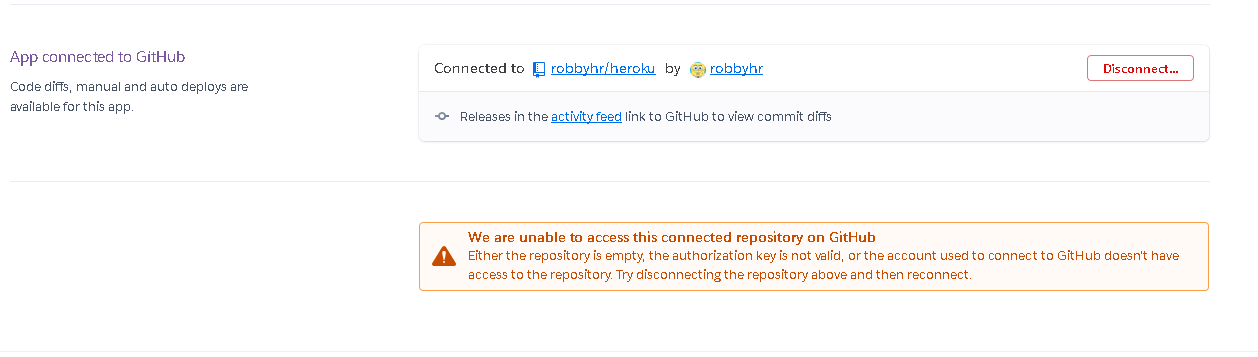 App connected to GitHub
Code diffs, manual and auto deploys are
available for this app.
Connected to robbyhr/heroku by robbyhr
Disconnect...
Releases in the activity feed link to GitHub to view commit diffs
We are unable to access this connected repository on GitHub
Either the repository is empty, the authorization key is not valid, or the account used to connect to GitHub doesn't have
access to the repository. Try disconnecting the repository above and then reconnect.